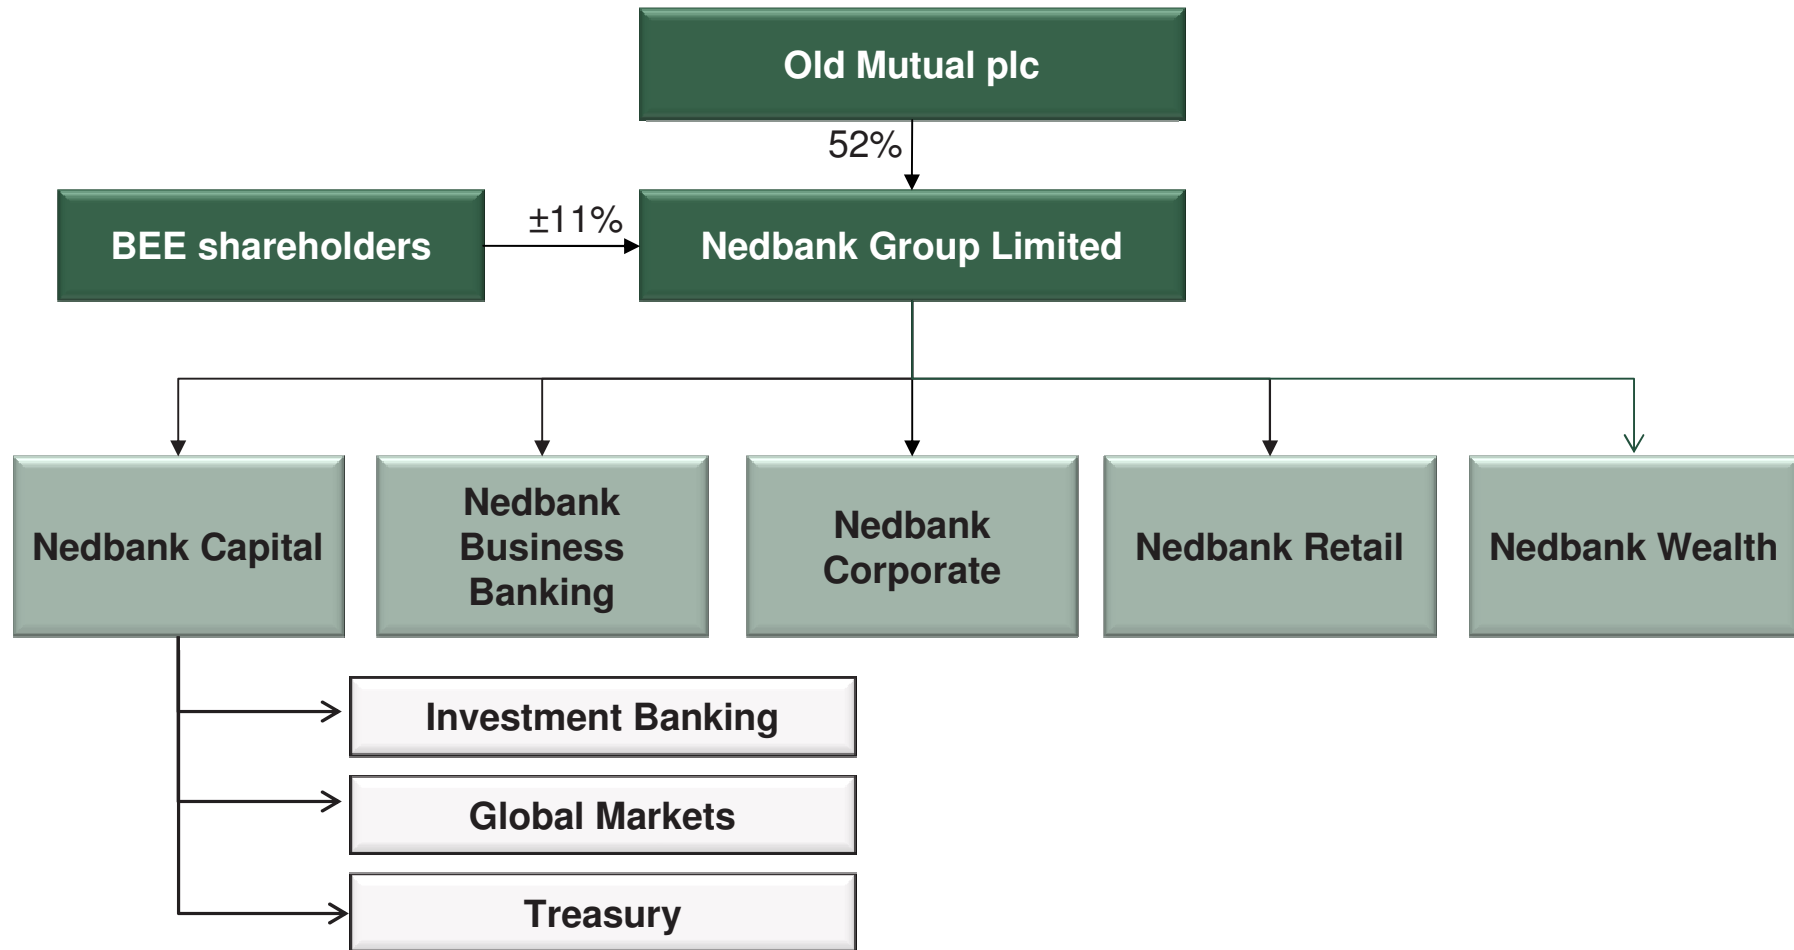 Old Mutual plc
52%
BEE shareholders
±11%
Nedbank Group Limited
Nedbank Capital
Nedbank
Business
Banking
Nedbank
Corporate
Nedbank Retail
Nedbank Wealth
Investment Banking
Global Markets
Treasury